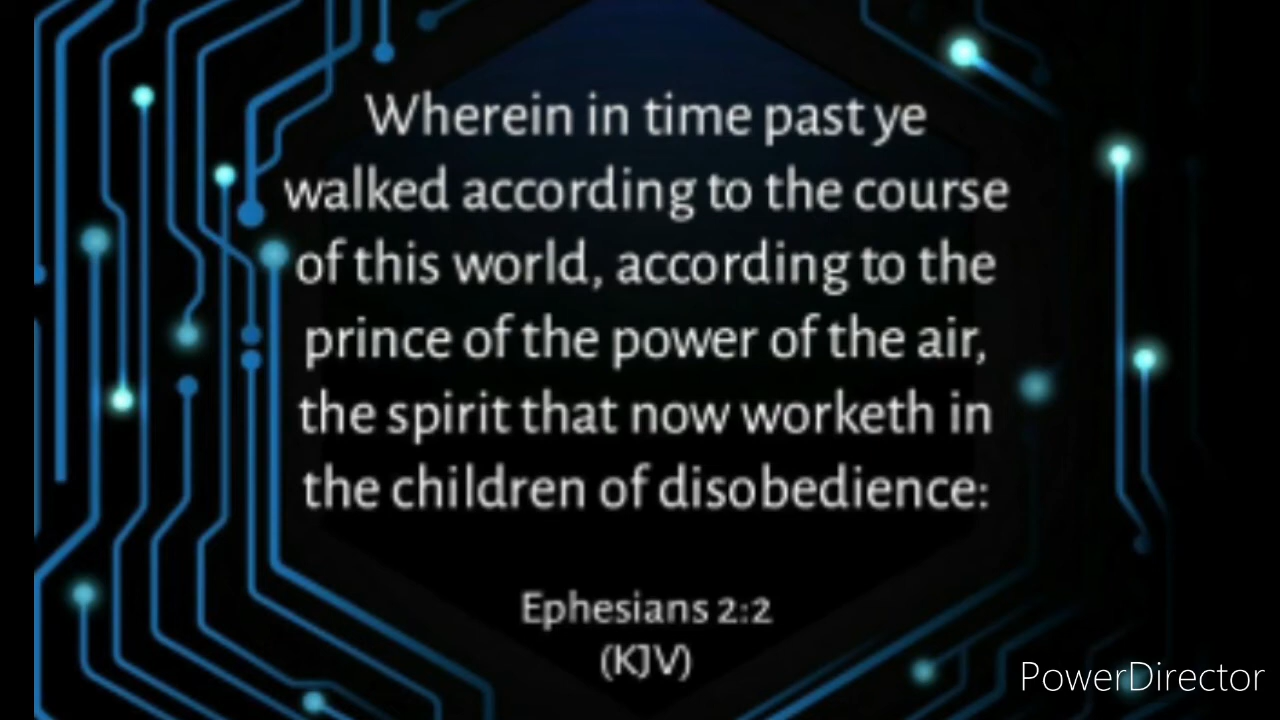 Wherein in time past ye
walked according to the course
of this world, according to the
prince of the power of the air,
the spirit that now worketh in
the children of disobedience:
Ephesians 2:2
(KJV)
PowerDirector